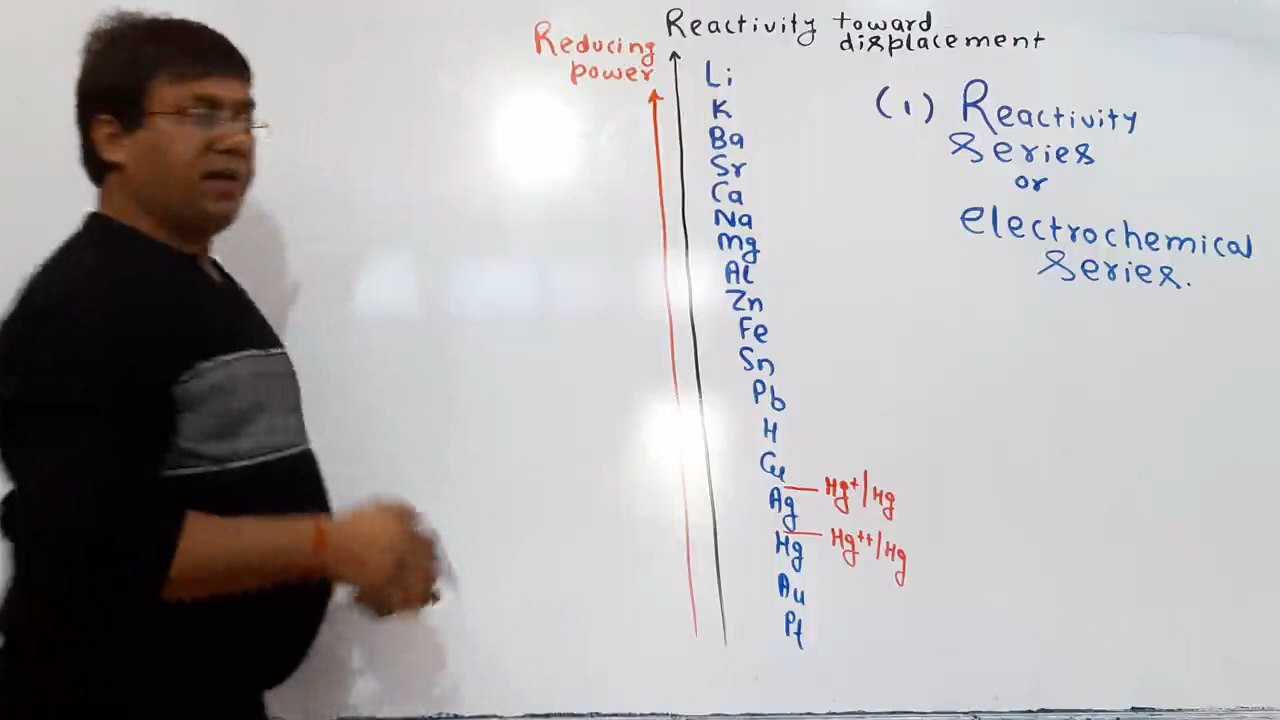 Reactivity toward
displacement
Reducing
power
Li
K
Ba
Sr
Ca
Na
Mg
Al
Zn
Fe
Sn
Pb
H
Cu
Ag
Hg
Au
Pt
Hg+/Hg
Hg++/Hg
(1) Reactivity
series
or
electrochemical
series.